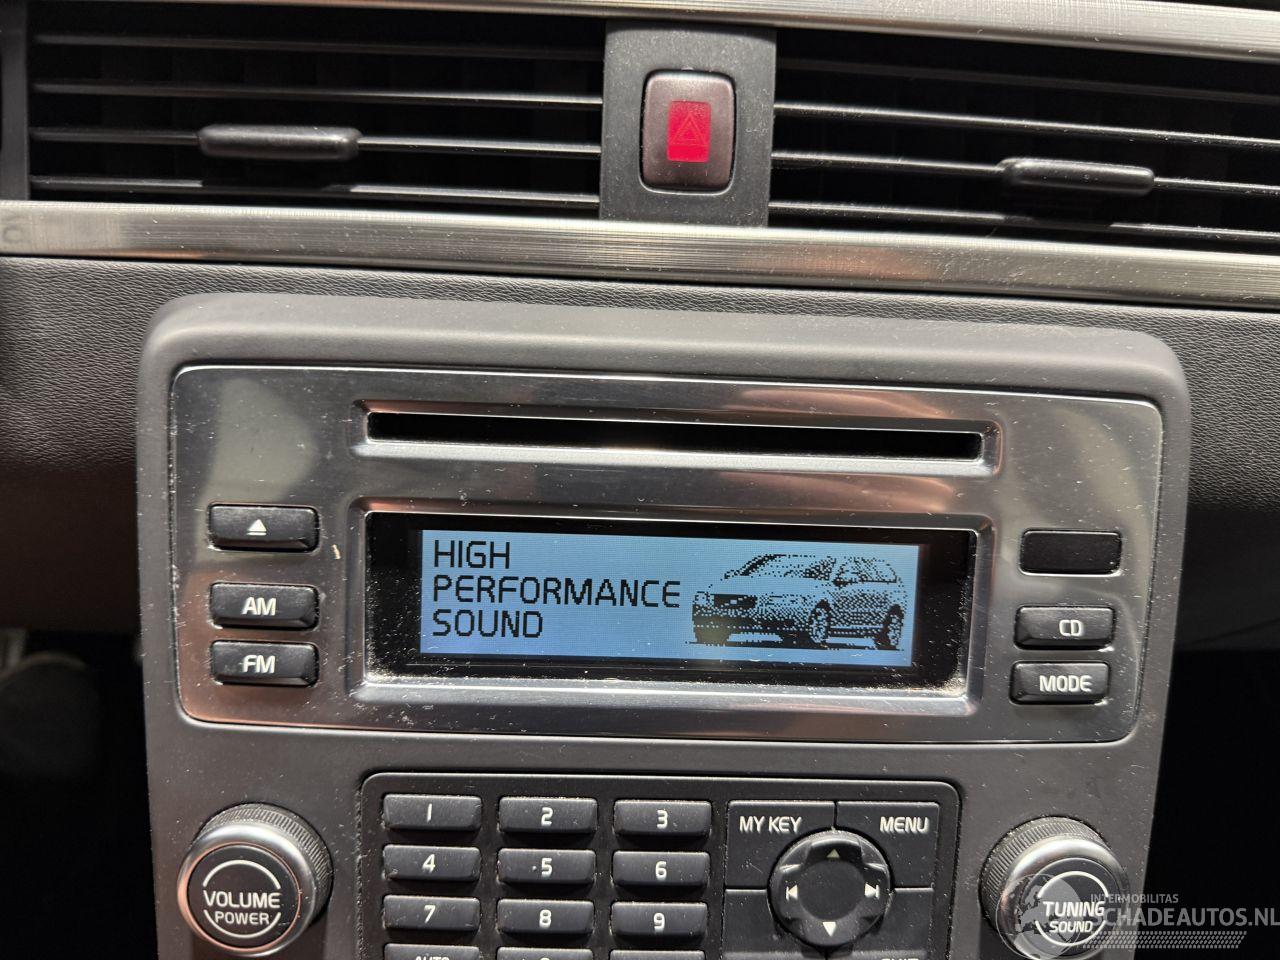 HIGH
PERFORMANCE
SOUND
AM
FM
CD
MODE
1
2
3
MY KEY
MENU
4
5
6
7
8
9
VOLUME
POWER
TUNING
SOUND
INTERMOBILITAS
SCHADEAUTOS.NL